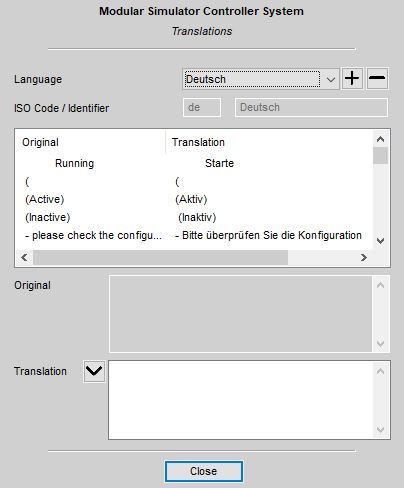 Modular Simulator Controller System
Translations
Language Deutsch
ISO Code / Identifier de Deutsch
Original Translation
Running Starte
( (
(Active) (Aktiv)
(Inactive) (Inaktiv)
- please check the configu... - Bitte überprüfen Sie die Konfiguration
Original
Translation
Close